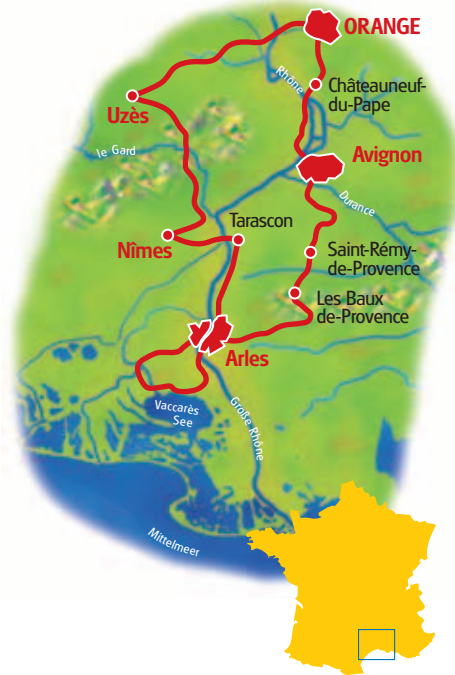 ORANGE
Rhône
Châteauneuf-
du-Pape
Uzès
le Gard
Avignon
Durance
Tarascon
Nîmes
Saint-Rémy-
de-Provence
Les Baux
de-Provence
Arles
Vaccarès
See
Große Rhône
Mittelmeer